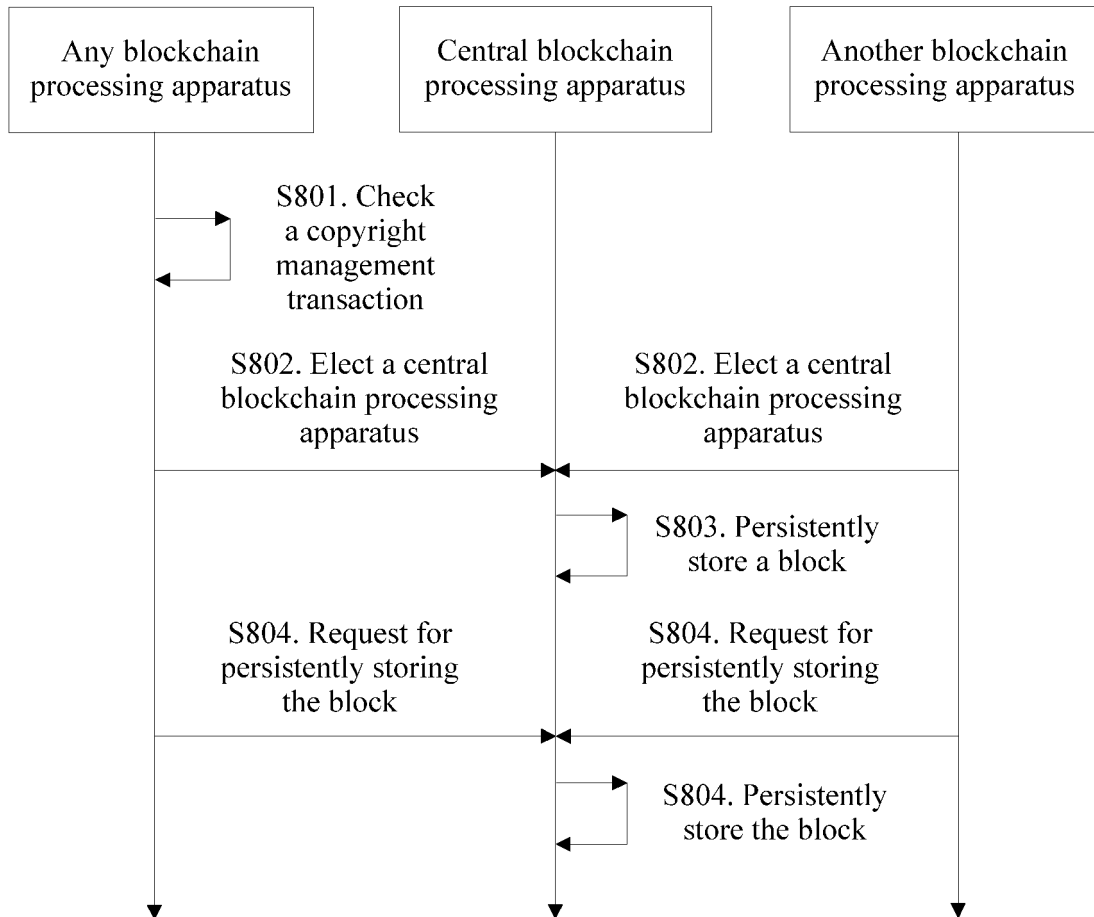 Any blockchain
processing apparatus
Central blockchain
processing apparatus
Another blockchain
processing apparatus
S801. Check
a copyright
management
transaction
S802. Elect a central
blockchain processing
apparatus
S802. Elect a central
blockchain processing
apparatus
S803. Persistently
store a block
S804. Request for
persistently storing
the block
S804. Request for
persistently storing
the block
S804. Persistently
store the block